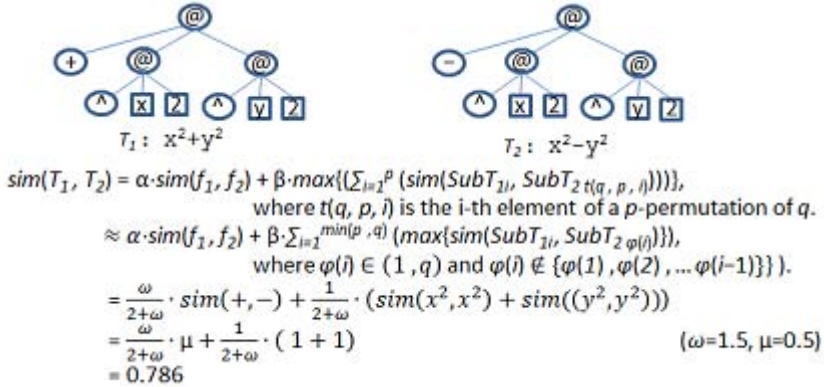 @ @
+ @ @ − @ @
^ x 2 ^ y 2 ^ x 2 ^ y 2
T₁ : x²+y² T₂ : x²−y²
sim(T₁, T₂) = α·sim(f₁, f₂) + β·max{(∑ᵢ₌₁ᵖ (sim(SubT₁ᵢ, SubT₂ t(q , p , i))))},
where t(q, p, i) is the i-th element of a p-permutation of q.
≈ α·sim(f₁, f₂) + β·∑ᵢ₌₁^min(p ,q) (max{sim(SubT₁ᵢ, SubT₂ φ(i))}),
where φ(i) ∈ (1 ,q) and φ(i) ∉ {φ(1) ,φ(2) , ... φ(i−1)}} ).
= ω/(2+ω) · sim(+,−) + 1/(2+ω) · (sim(x²,x²) + sim((y²,y²)))
= ω/(2+ω) · μ + 1/(2+ω) · ( 1 + 1) (ω=1.5, μ=0.5)
= 0.786